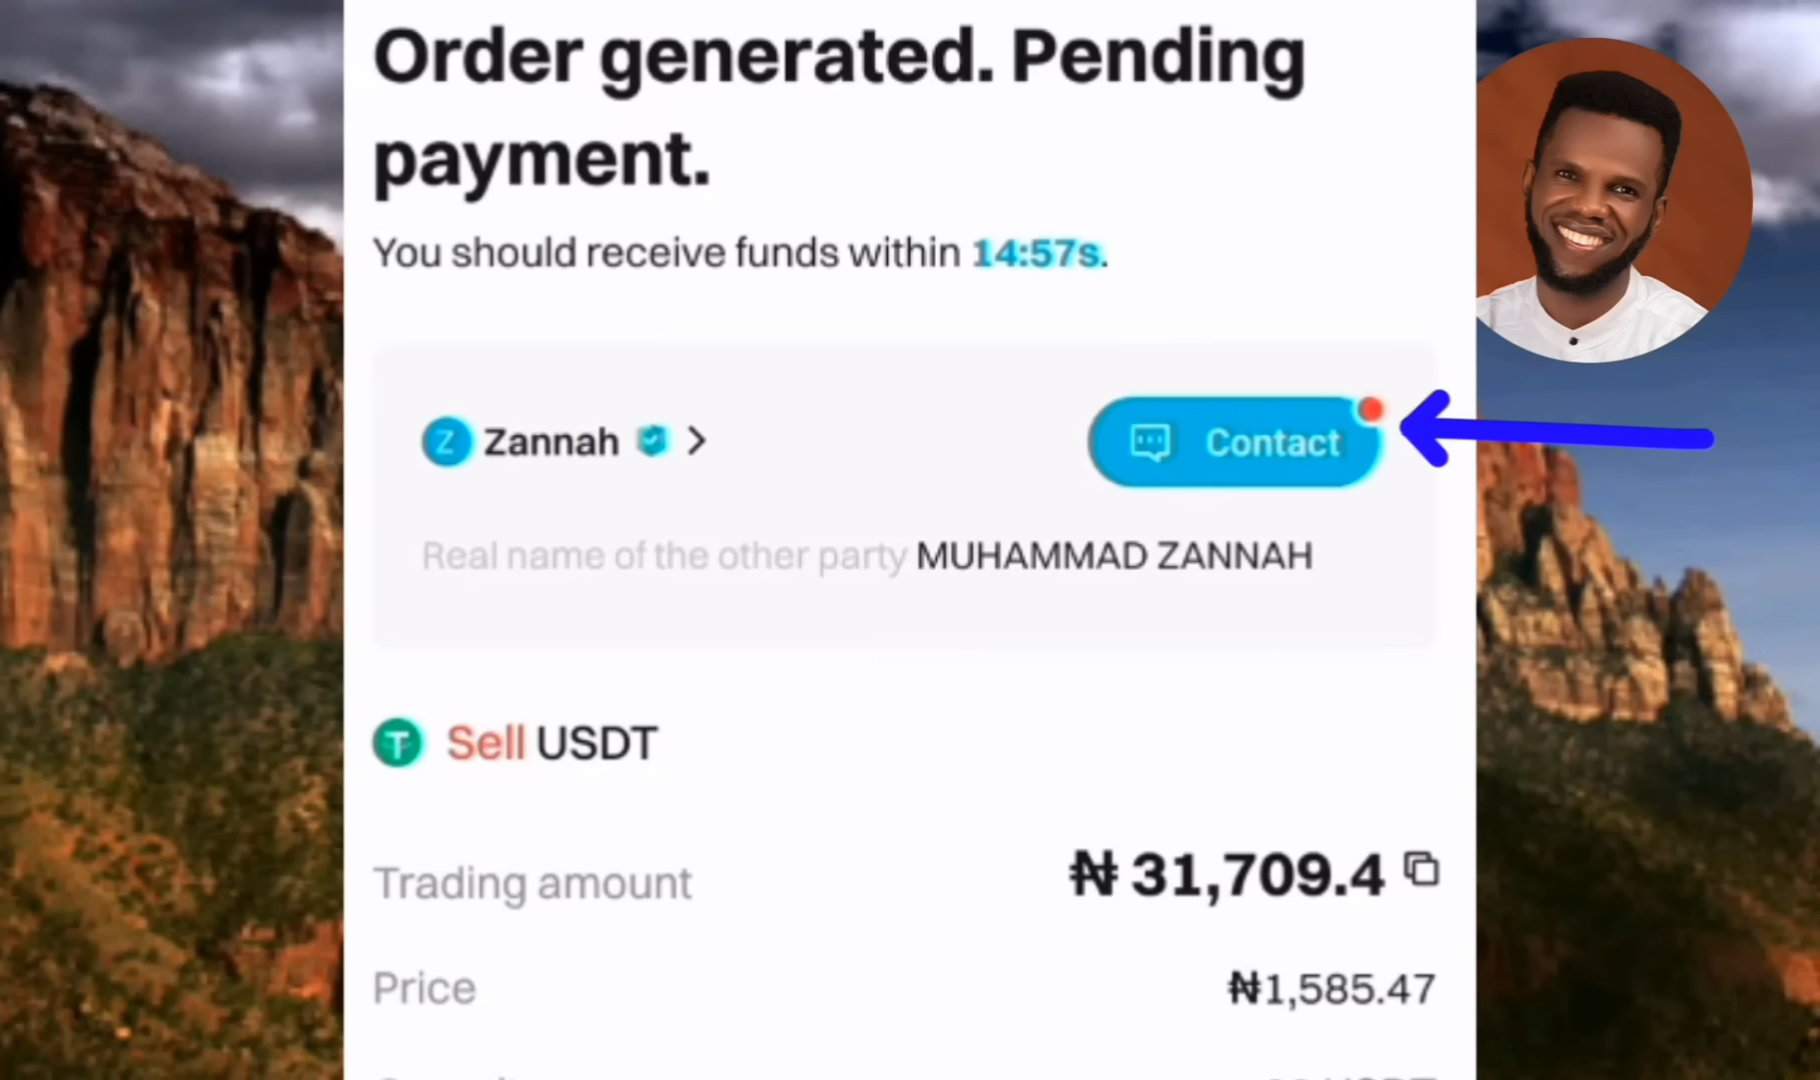 Order generated. Pending
payment.
You should receive funds within 14:57s.
Z Zannah
Contact
Real name of the other party MUHAMMAD ZANNAH
Sell USDT
Trading amount ₦ 31,709.4
Price ₦1,585.47